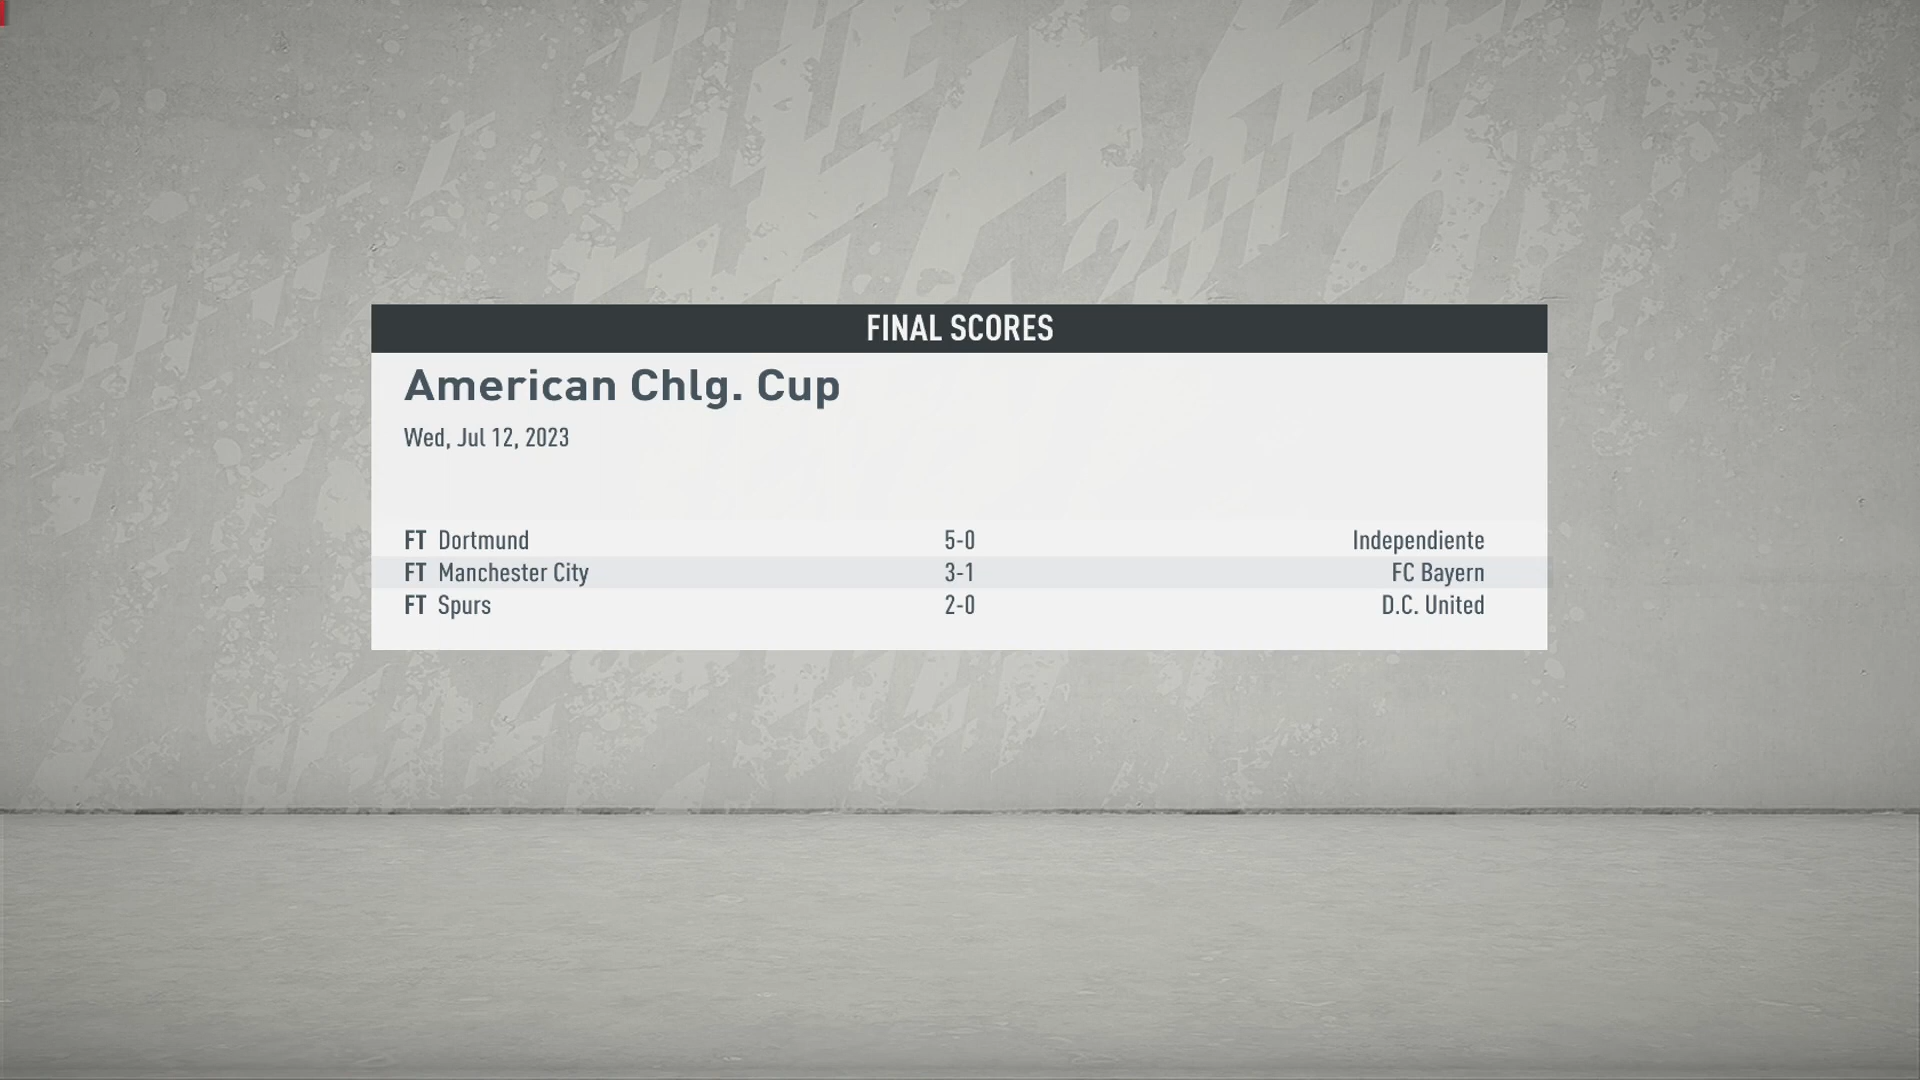 FINAL SCORES
American Chlg. Cup
Wed, Jul 12, 2023
FT Dortmund 5-0 Independiente
FT Manchester City 3-1 FC Bayern
FT Spurs 2-0 D.C. United